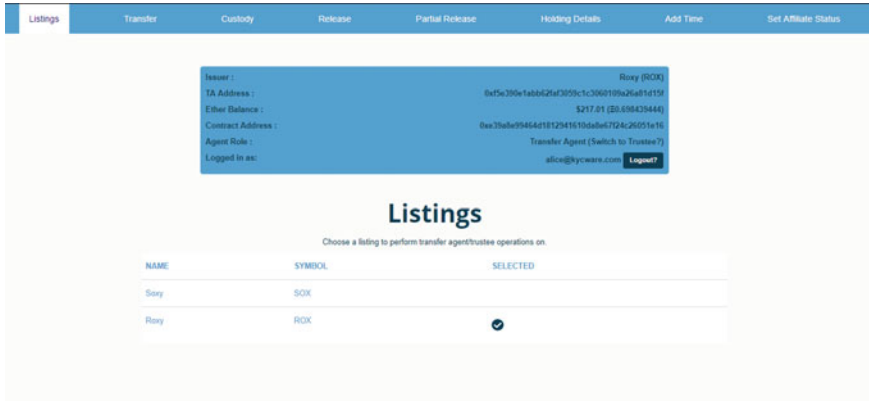 Listings Transfer Custody Release Partial Release Holding Details Add Time Set Affiliate Status
Issuer : Roxy (ROX)
TA Address :
Ether Balance : $217.01 (Ξ0.698439444)
Contract Address :
Agent Role : Transfer Agent (Switch to Trustee?)
Logged in as: alice@kycware.com Logout?
Listings
Choose a listing to perform transfer agent/trustee operations on.
NAME SYMBOL SELECTED
Soxy SOX
Roxy ROX